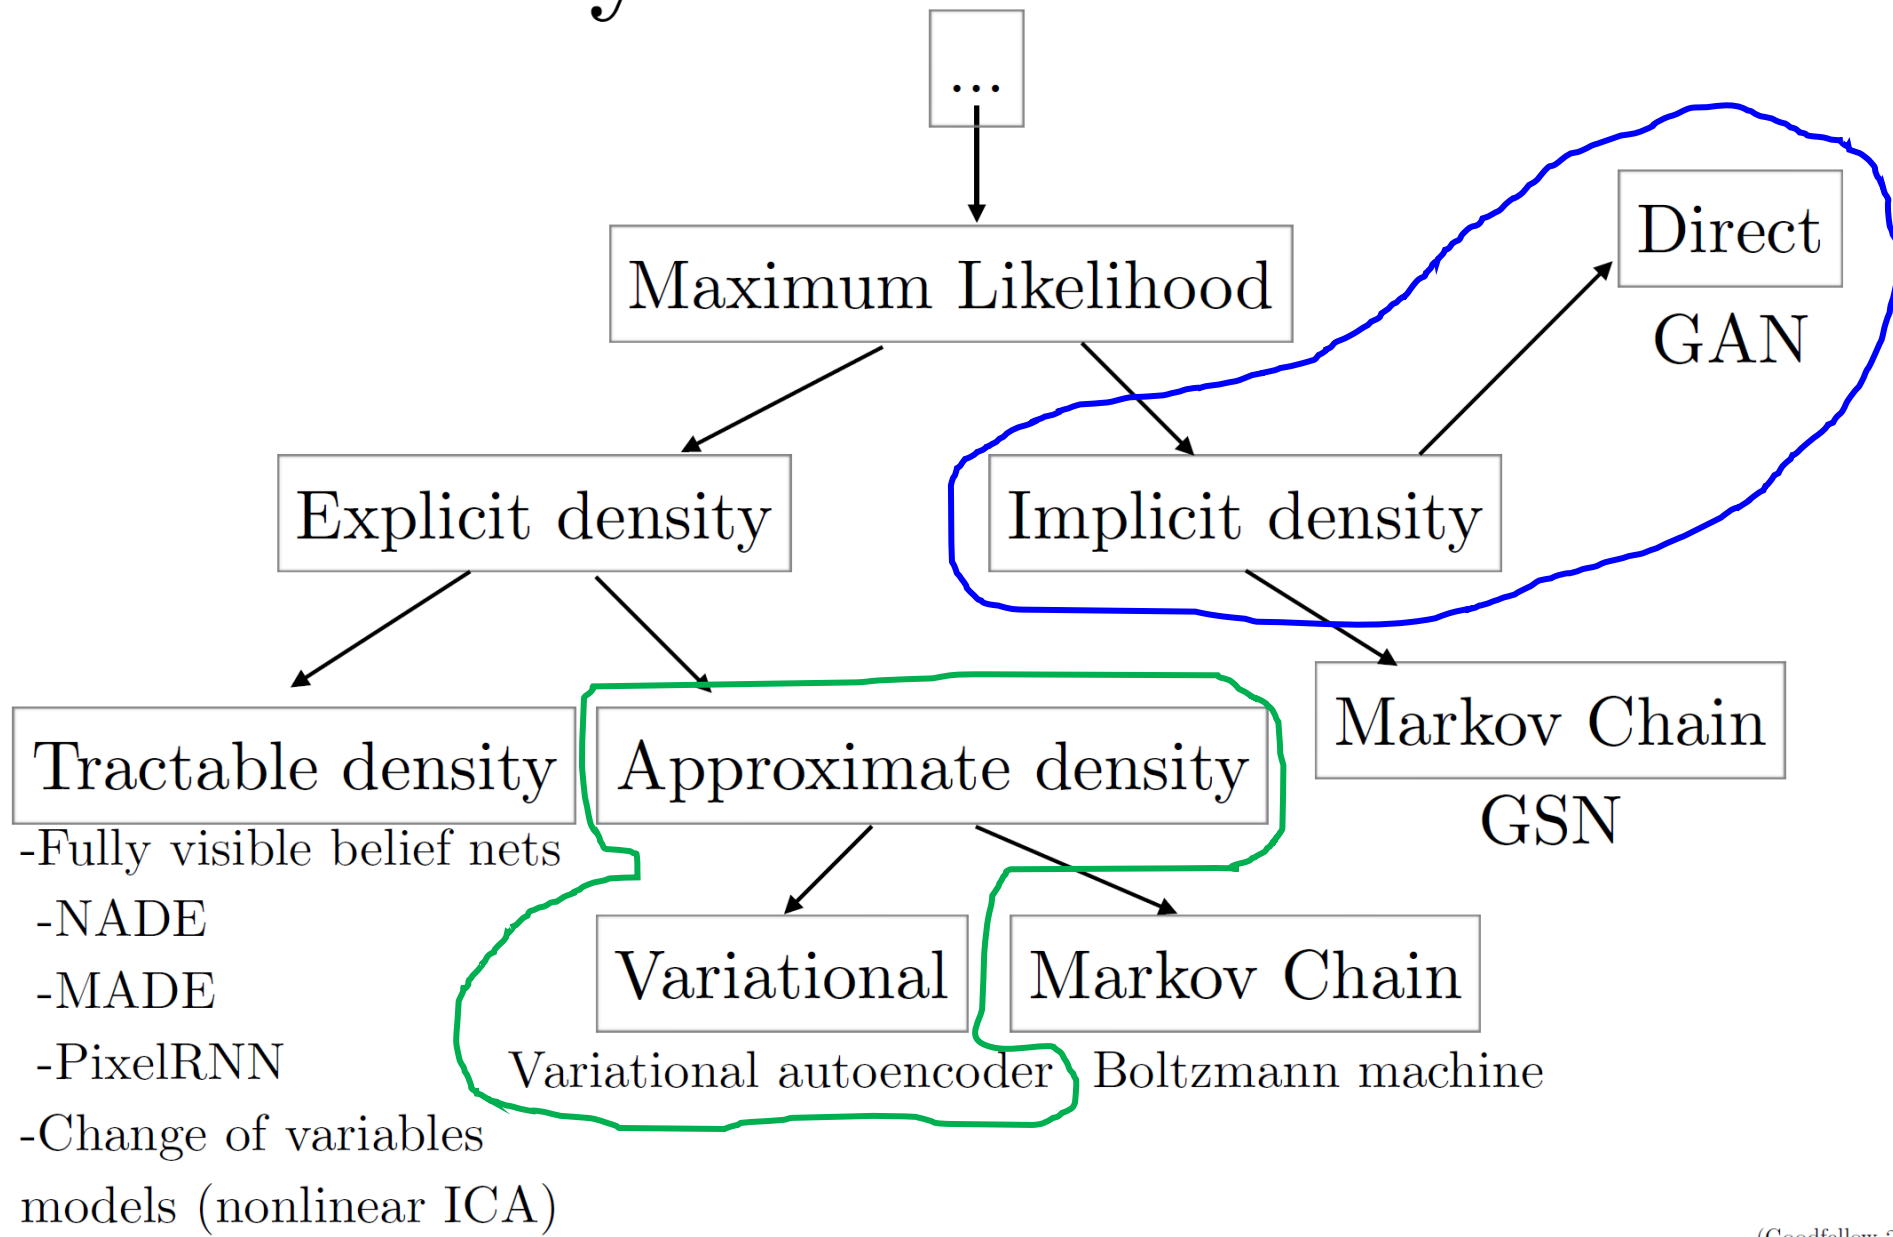 ...
Direct
GAN
Maximum Likelihood
Explicit density
Implicit density
Markov Chain
GSN
Tractable density
-Fully visible belief nets
-NADE
-MADE
-PixelRNN
-Change of variables
models (nonlinear ICA)
Approximate density
Variational
Variational autoencoder
Markov Chain
Boltzmann machine